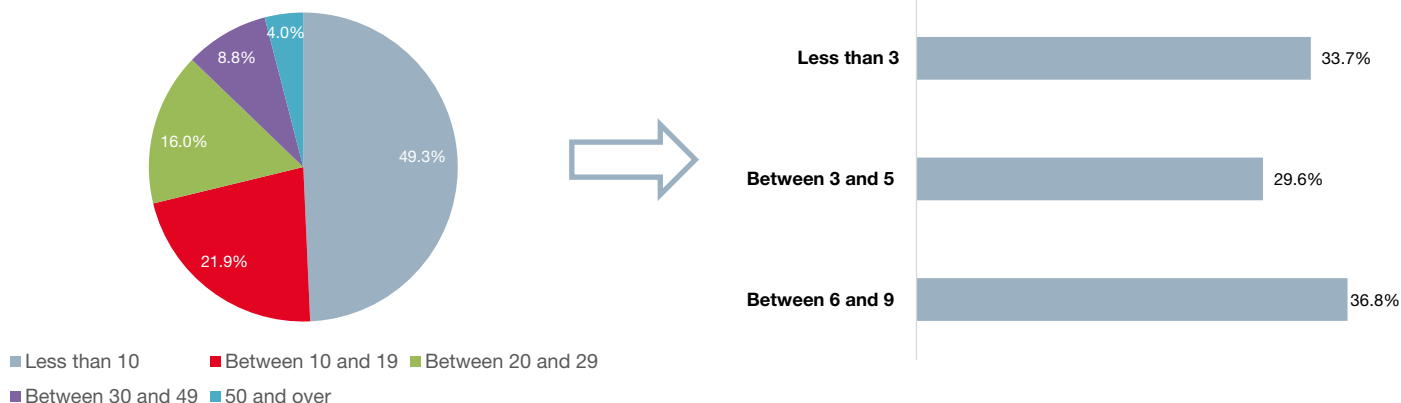 4.0%
8.8%
16.0%
49.3%
21.9%
Less than 10
Between 10 and 19
Between 20 and 29
Between 30 and 49
50 and over
Less than 3
33.7%
Between 3 and 5
29.6%
Between 6 and 9
36.8%